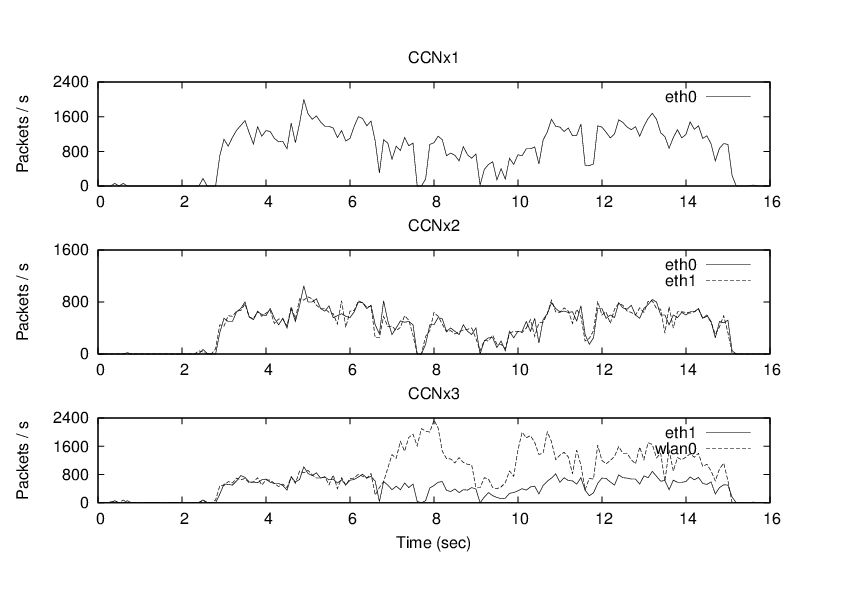 CCNx1
2400
1600
800
0
Packets / s
eth0
0 2 4 6 8 10 12 14 16
CCNx2
1600
800
0
Packets / s
eth0
eth1
0 2 4 6 8 10 12 14 16
CCNx3
2400
1600
800
0
Packets / s
eth1
wlan0
0 2 4 6 8 10 12 14 16
Time (sec)